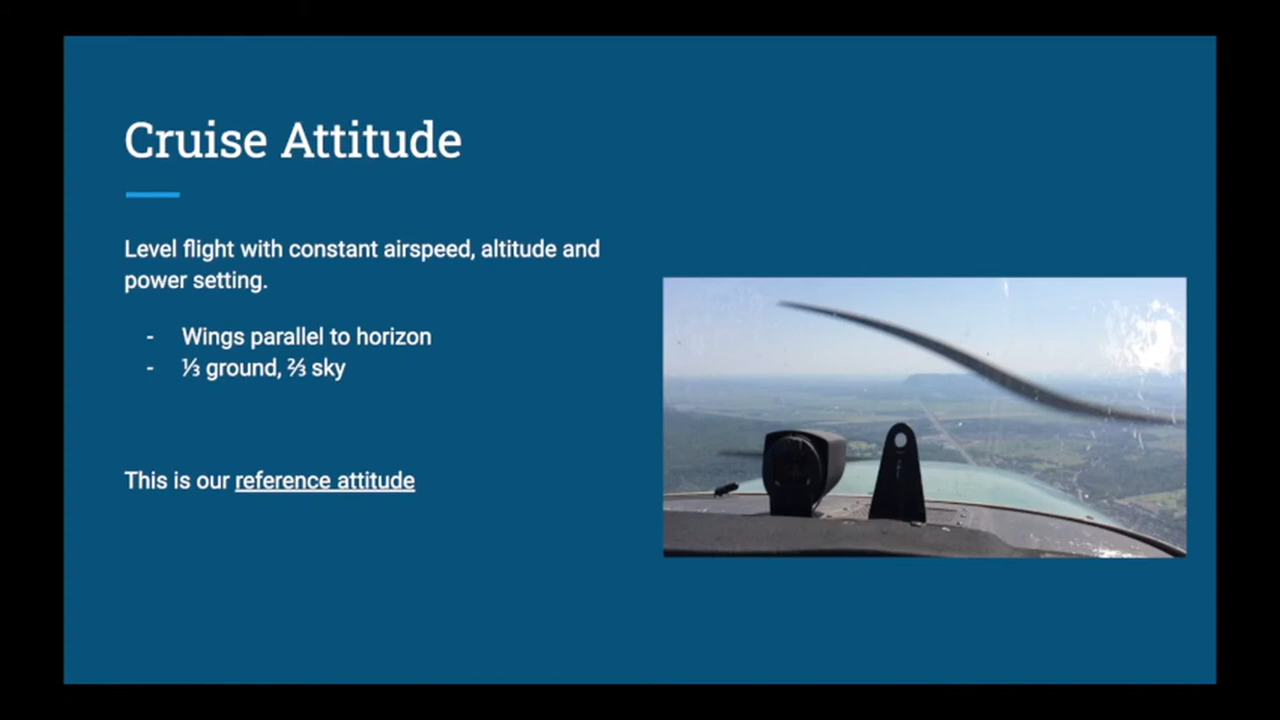 Cruise Attitude
Level flight with constant airspeed, altitude and
power setting.
- Wings parallel to horizon
- ⅓ ground, ⅔ sky
This is our reference attitude